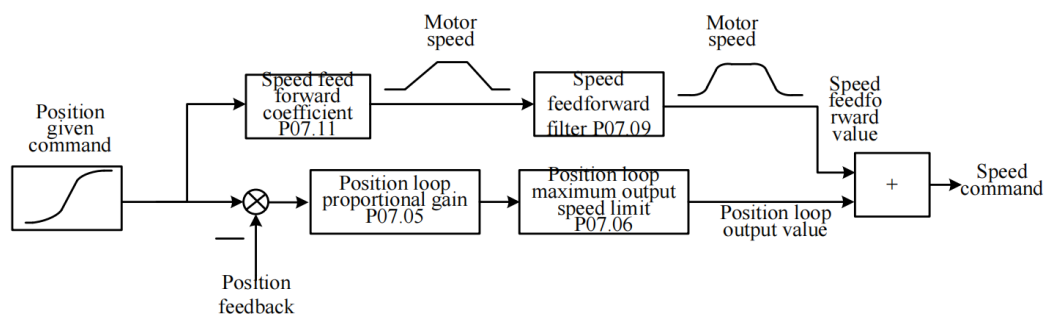 Motor
speed
Motor
speed
Speed feed
forward
coefficient
P07.11
Speed
feedforward
filter P07.09
Speed
feedfo
rward
value
Position
given
command
Position loop
proportional gain
P07.05
Position loop
maximum output
speed limit
P07.06
+
Speed
command
Position loop
output value
Position
feedback